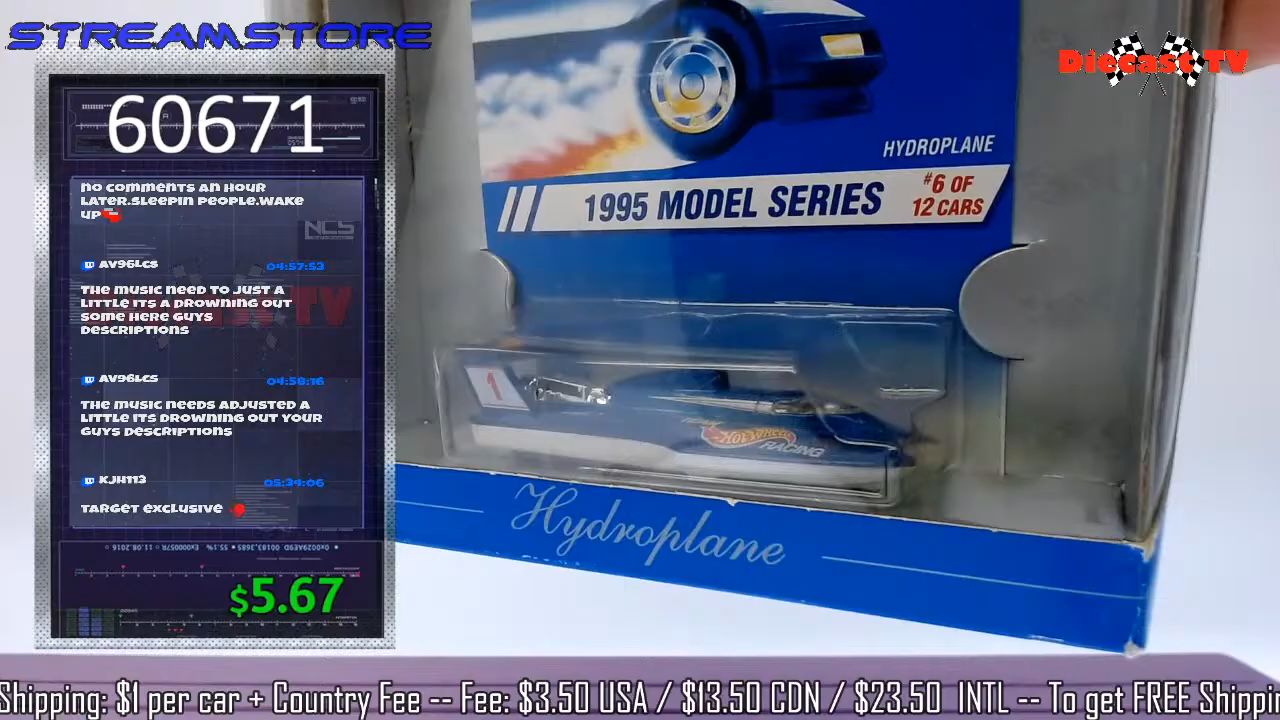 STREAMSTORE
Diecast TV
60671
NO COMMENTS AN HOUR
LATER.SLEEPIN PEOPLE.WAKE
UP
NCS
AV96LCS 04:57:53
THE MUSIC NEED TO JUST A
LITTLE ITS A DROWNING OUT
SOME HERE GUYS
DESCRIPTIONS
AV96LCS 04:58:16
THE MUSIC NEEDS ADJUSTED A
LITTLE ITS DROWNING OUT YOUR
GUYS DESCRIPTIONS
KJH113 05:34:06
TARGET EXCLUSIVE
$5.67
HYDROPLANE
1995 MODEL SERIES
#6 OF
12 CARS
1
HOT WHEELS
RACING
Hydroplane
Shipping: $1 per car + Country Fee -- Fee: $3.50 USA / $13.50 CDN / $23.50 INTL -- To get FREE Shippi